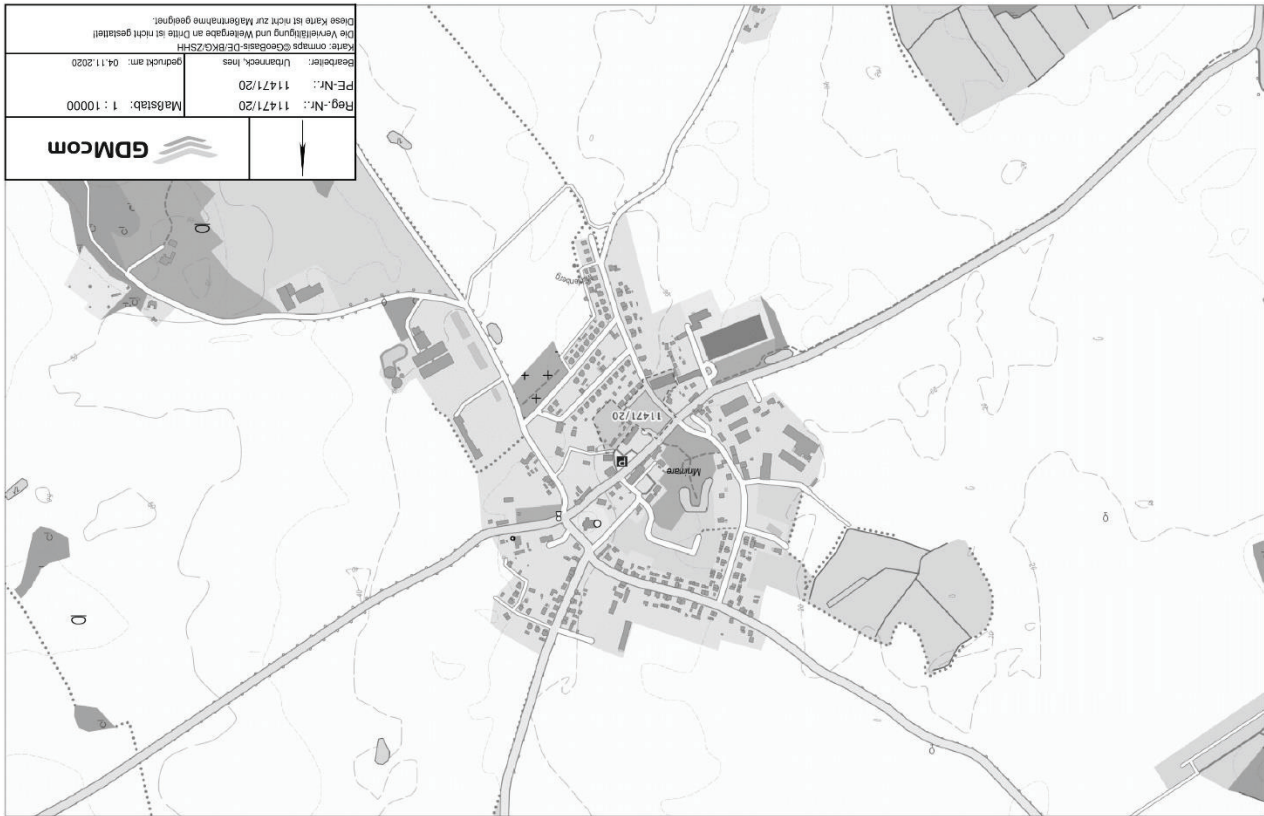 11471/20
P
GDMcom
Reg.-Nr.: 11471/20 Maßstab: 1 : 10000
PE-Nr.: 11471/20
Bearbeiter: Urbanneck, Ines gedruckt am: 04.11.2020
Karte: onmaps ©GeoBasis-DE/BKG/ZSHH
Die Vervielfältigung und Weitergabe an Dritte ist nicht gestattet!
Diese Karte ist nicht zur Maßentnahme geeignet.